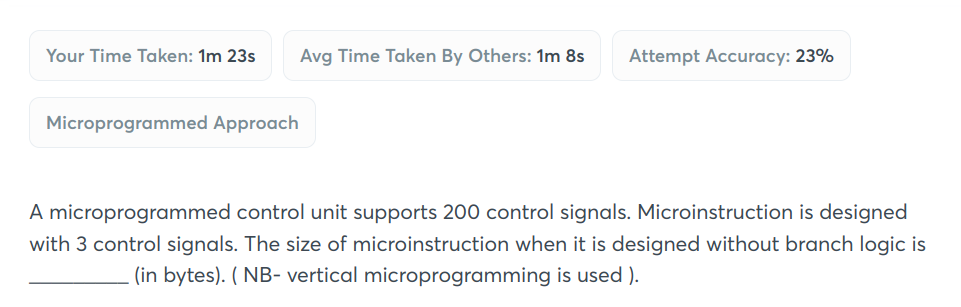 Your Time Taken: 1m 23s Avg Time Taken By Others: 1m 8s Attempt Accuracy: 23%
Microprogrammed Approach
A microprogrammed control unit supports 200 control signals. Microinstruction is designed
with 3 control signals. The size of microinstruction when it is designed without branch logic is
_________ (in bytes). ( NB- vertical microprogramming is used ).